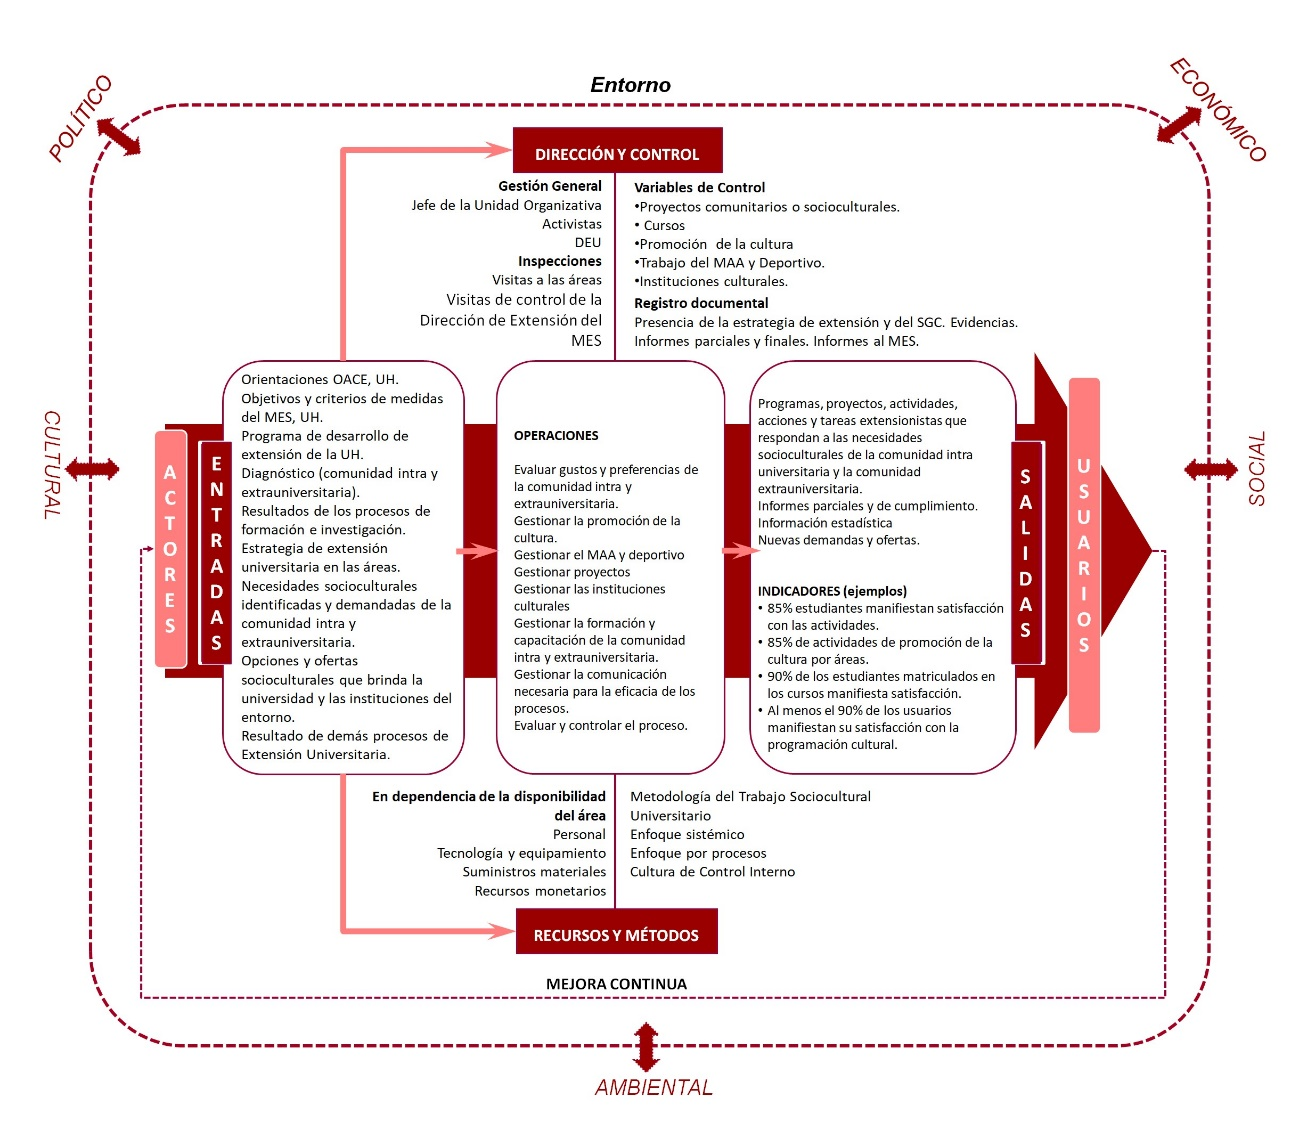 Entorno
POLÍTICO
ECONÓMICO
DIRECCIÓN Y CONTROL
Gestión General
Jefe de la Unidad Organizativa
Activistas
DEU
Inspecciones
Visitas a las áreas
Visitas de control de la
Dirección de Extensión del
MES
Variables de Control
•Proyectos comunitarios o socioculturales.
• Cursos
•Promoción de la cultura
•Trabajo del MAA y Deportivo.
•Instituciones culturales.
Registro documental
Presencia de la estrategia de extensión y del SGC. Evidencias.
Informes parciales y finales. Informes al MES.
CULTURAL
ACTORES
ENTRADAS
Orientaciones OACE, UH.
Objetivos y criterios de medidas
del MES, UH.
Programa de desarrollo de
extensión de la UH.
Diagnóstico (comunidad intra y
extrauniversitaria).
Resultados de los procesos de
formación e investigación.
Estrategia de extensión
universitaria en las áreas.
Necesidades socioculturales
identificadas y demandadas de la
comunidad intra y
extrauniversitaria.
Opciones y ofertas
socioculturales que brinda la
universidad y las instituciones del
entorno.
Resultado de demás procesos de
Extensión Universitaria.
OPERACIONES
Evaluar gustos y preferencias de
la comunidad intra y
extrauniversitaria.
Gestionar la promoción de la
cultura.
Gestionar el MAA y deportivo
Gestionar proyectos
Gestionar las instituciones
culturales
Gestionar la formación y
capacitación de la comunidad
intra y extrauniversitaria.
Gestionar la comunicación
necesaria para la eficacia de los
procesos.
Evaluar y controlar el proceso.
Programas, proyectos, actividades,
acciones y tareas extensionistas que
respondan a las necesidades
socioculturales de la comunidad intra
universitaria y la comunidad
extrauniversitaria.
Informes parciales y de cumplimiento.
Información estadística
Nuevas demandas y ofertas.
INDICADORES (ejemplos)
• 85% estudiantes manifiestan satisfacción
con las actividades.
• 85% de actividades de promoción de la
cultura por áreas.
• 90% de los estudiantes matriculados en
los cursos manifiesta satisfacción.
• Al menos el 90% de los usuarios
manifiestan su satisfacción con la
programación cultural.
SALIDAS
USUARIOS
SOCIAL
En dependencia de la disponibilidad
del área
Personal
Tecnología y equipamiento
Suministros materiales
Recursos monetarios
Metodología del Trabajo Sociocultural
Universitario
Enfoque sistémico
Enfoque por procesos
Cultura de Control Interno
RECURSOS Y MÉTODOS
MEJORA CONTINUA
AMBIENTAL